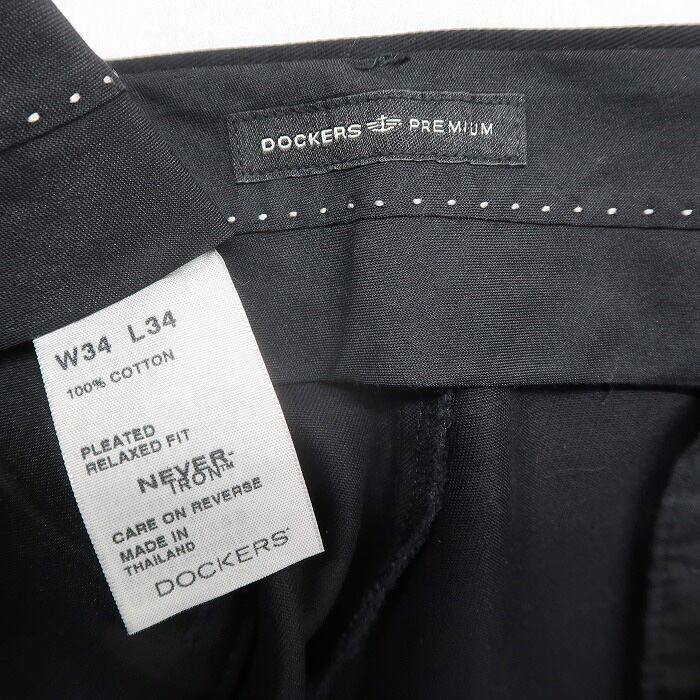 DOCKERS PREMIUM
W34 L34
100% COTTON
PLEATED
RELAXED FIT
NEVER-
IRON™
CARE ON REVERSE
MADE IN
THAILAND
DOCKERS®